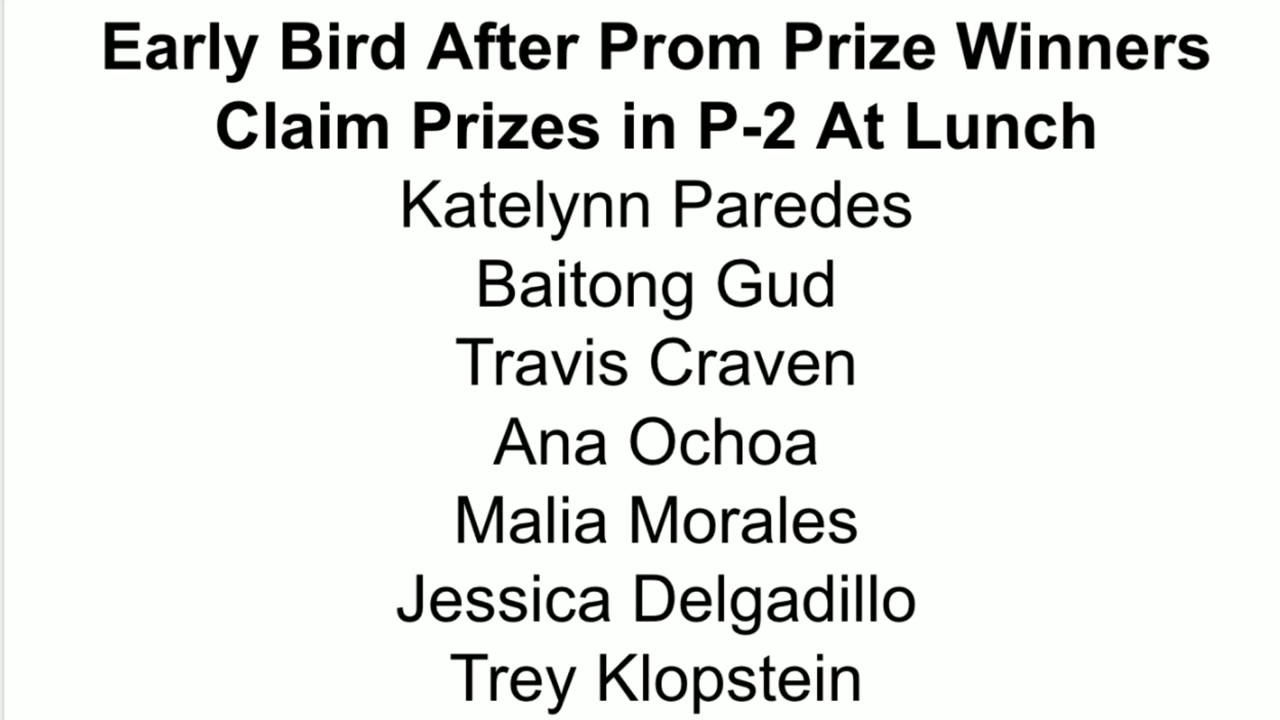 Early Bird After Prom Prize Winners
Claim Prizes in P-2 At Lunch
Katelynn Paredes
Baitong Gud
Travis Craven
Ana Ochoa
Malia Morales
Jessica Delgadillo
Trey Klopstein